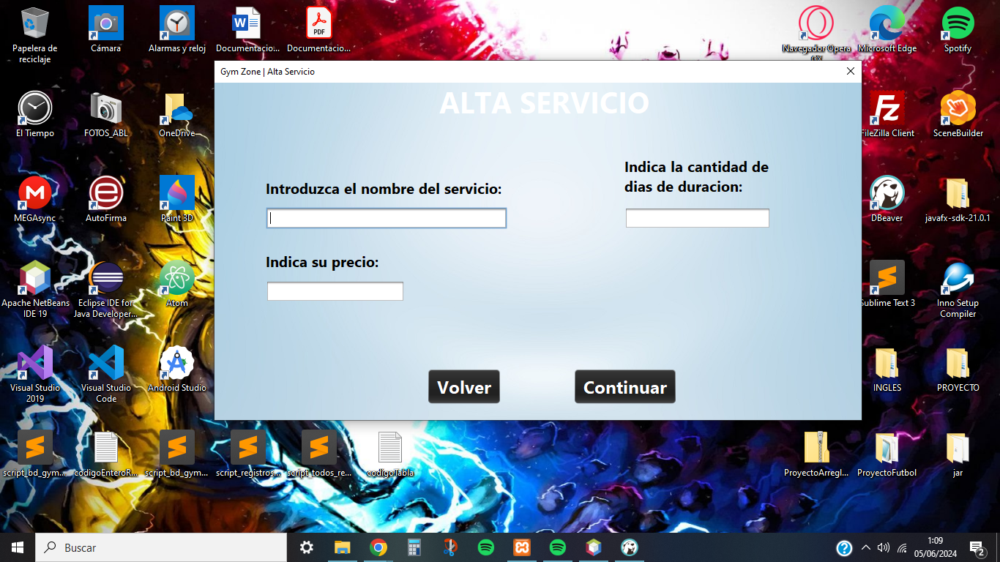 Papelera de
reciclaje
Cámara
Alarmas y reloj
Documentacio...
Documentacio...
Navegador Opera
GX
Microsoft Edge
Spotify
Gym Zone | Alta Servicio
ALTA SERVICIO
El Tiempo
FOTOS_ABL
OneDrive
FileZilla Client
SceneBuilder
Introduzca el nombre del servicio:
Indica la cantidad de
dias de duracion:
MEGAsync
AutoFirma
Paint 3D
DBeaver
javafx-sdk-21.0.1
Indica su precio:
Apache NetBeans
IDE 19
Eclipse IDE for
Java Developer...
Atom
Sublime Text 3
Inno Setup
Compiler
Visual Studio
2019
Visual Studio
Code
Android Studio
Volver
Continuar
INGLES
PROYECTO
script_bd_gym...
codigoEnteroR...
script_bd_gym...
script_registros...
script_todos_re...
codigoTabla
ProyectoArregl...
ProyectoFutbol
jar
Buscar
1:09
05/06/2024
2